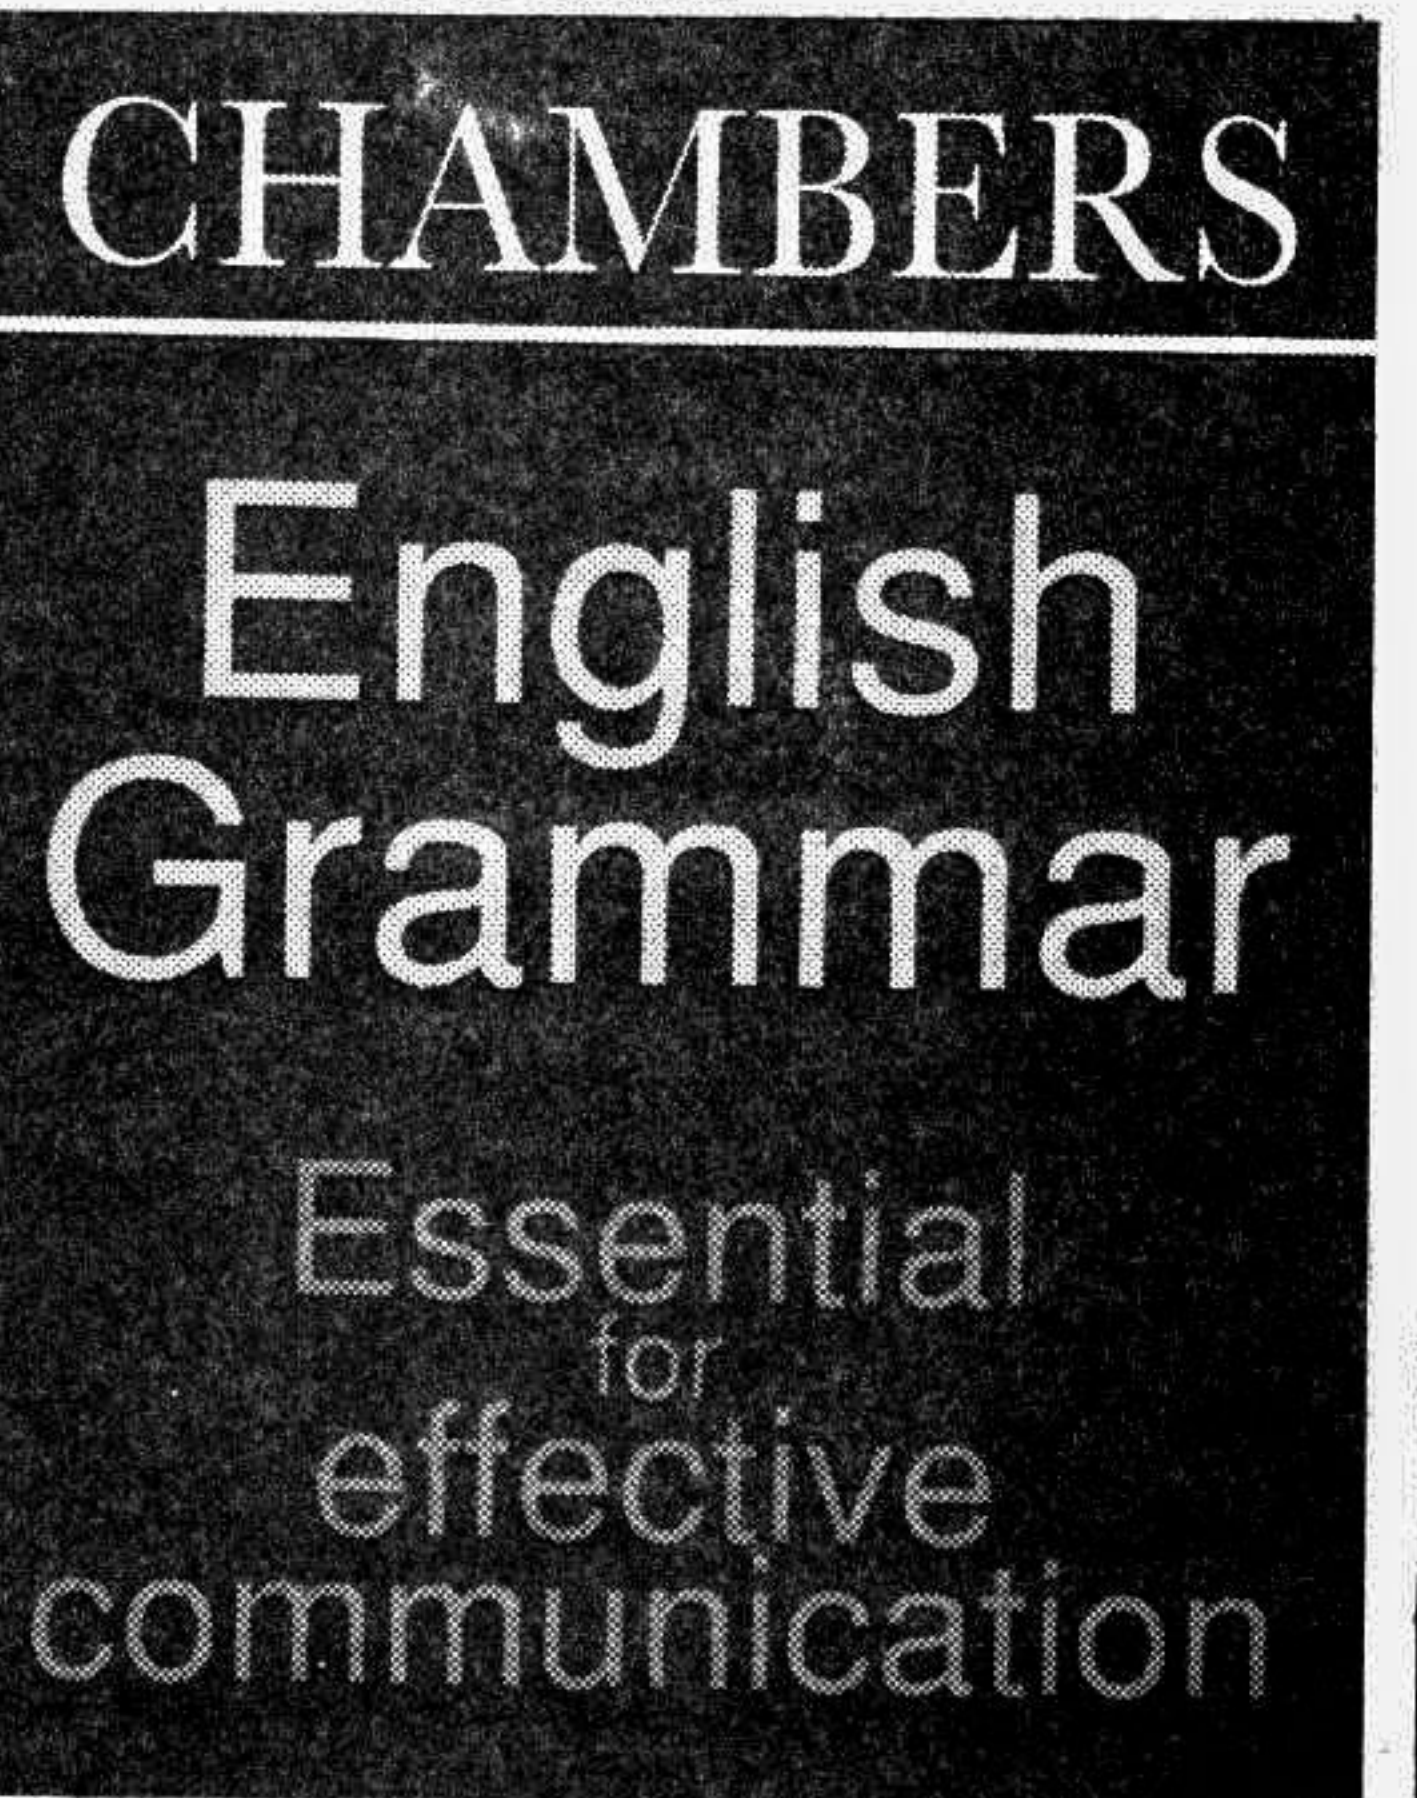 CHAMBERS
English
Grammar
Essential
for
effective
communication